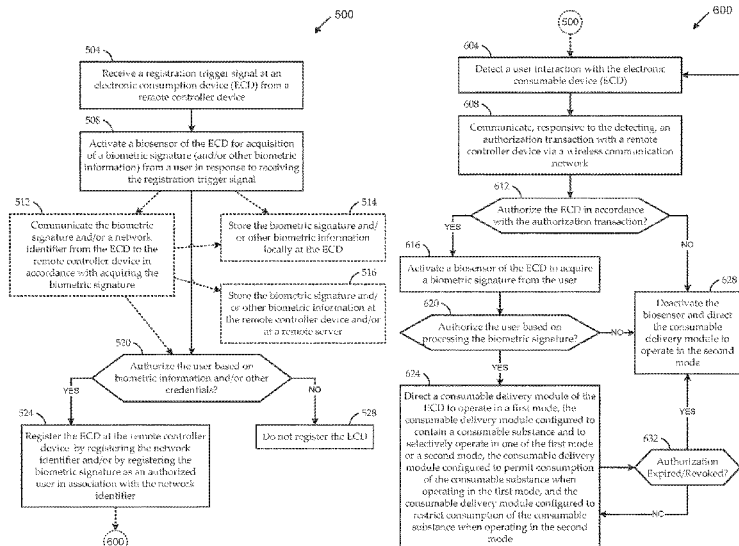 500
504
Receive a registration trigger signal at an
electronic consumption device (ECD) from a
remote controller device
508
Activate a biosensor of the ECD for acquisition
of a biometric signature (and/or other biometric
information) from a user in response to receiving
the registration trigger signal
512
Communicate the biometric
signature and/or a network
identifier from the ECD to the
remote controller device in
accordance with acquiring the
biometric signature
514
Store the biometric signature and/
or other biometric information
locally at the ECD
516
Store the biometric signature and/
or other biometric information at
the remote controller device and/or
at a remote server
520
Authorize the user based on
biometric information and/or other
credentials?
YES
NO
524
Register the ECD at the remote controller
device by registering the network
identifier and/or by registering the
biometric signature as an authorized
user in association with the network
identifier
528
Do not register the ECD
600
600
500
604
Detect a user interaction with the electronic
consumable device (ECD)
608
Communicate, responsive to the detecting, an
authorization transaction with a remote
controller device via a wireless communication
network
612
Authorize the ECD in accordance
with the authorization transaction?
YES
NO
616
Activate a biosensor of the ECD to acquire
a biometric signature from the user
620
Authorize the user based on
processing the biometric signature?
NO
628
Deactivate the
biosensor and direct
the consumable
delivery module to
operate in the second
mode
624
Direct a consumable delivery module of the
ECD to operate in a first mode, the
consumable delivery module configured to
contain a consumable substance and to
selectively operate in one of the first mode
or a second mode, the consumable delivery
module configured to permit consumption
of the consumable substance when
operating in the first mode, and the
consumable delivery module configured to
restrict consumption of the consumable
substance when operating in the second
mode
YES
632
Authorization
Expired/Revoked?
NO